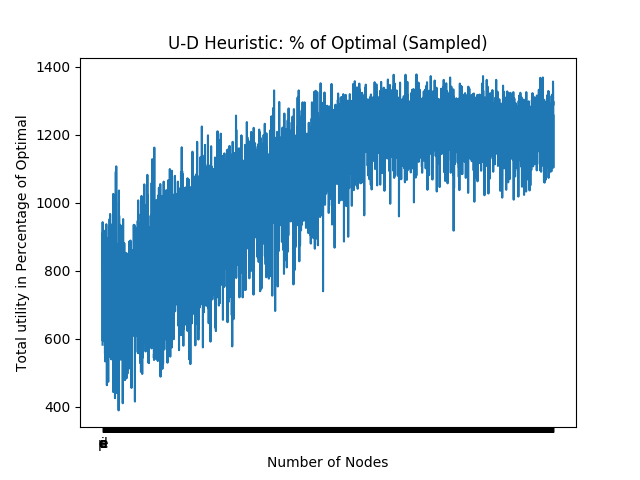 U-D Heuristic: % of Optimal (Sampled)
Total utility in Percentage of Optimal
1400
1200
1000
800
600
400
Number of Nodes